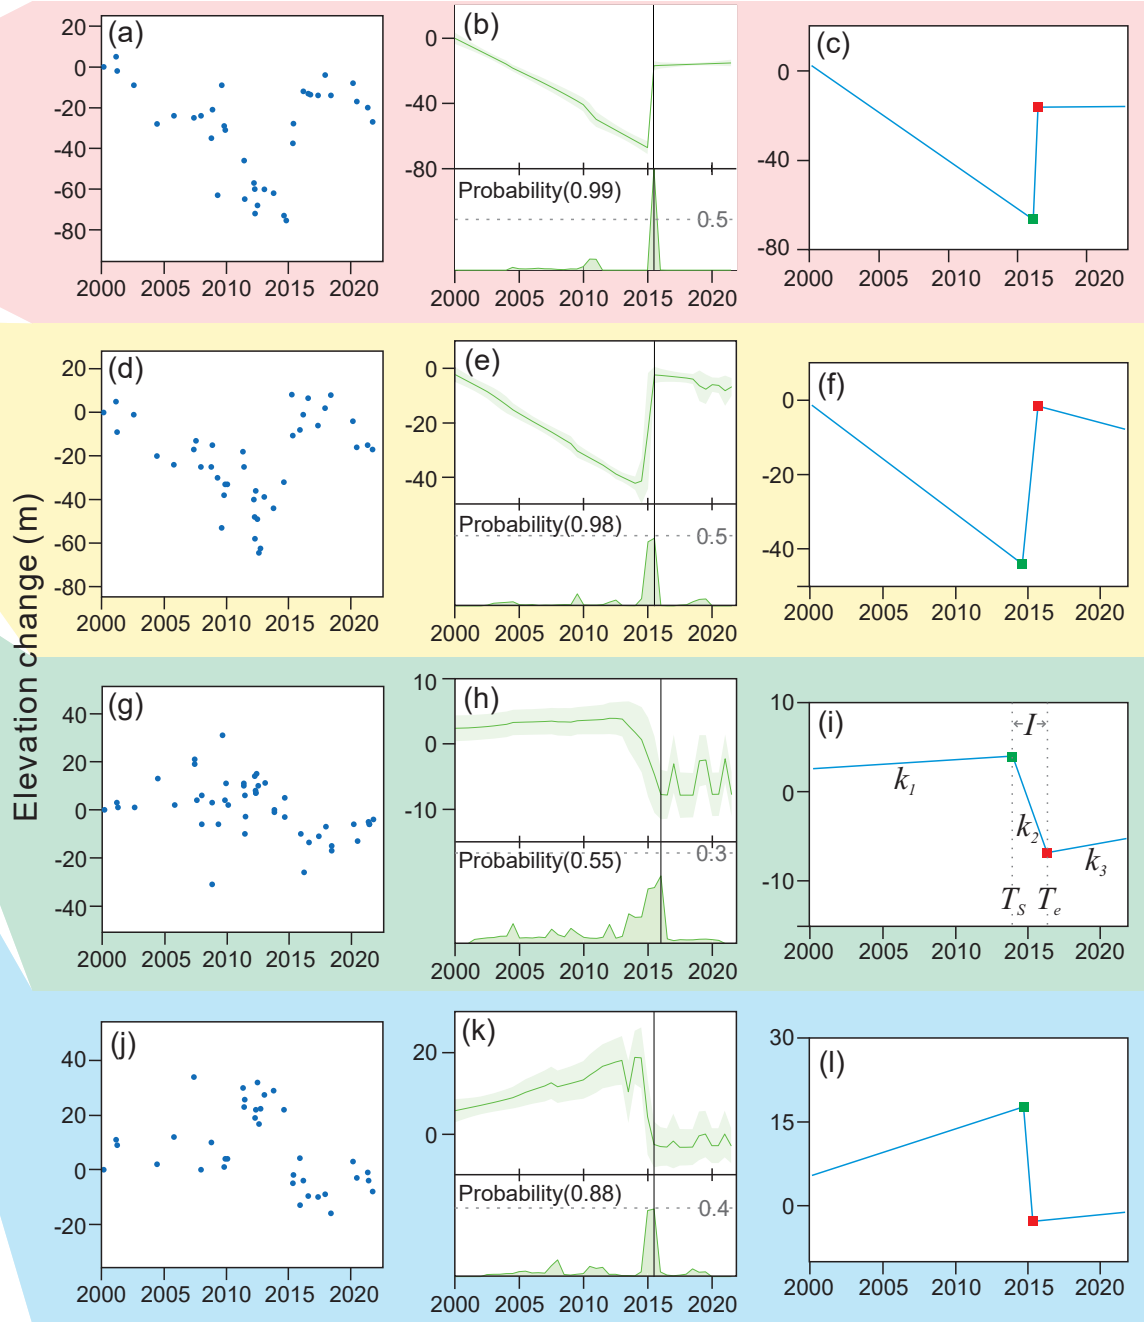 Elevation change (m)
(a)
20
0
-20
-40
-60
-80
2000 2005 2010 2015 2020
(b)
0
-40
-80
Probability(0.99)
0.5
2000 2005 2010 2015 2020
(c)
0
-40
-80
2000 2005 2010 2015 2020
(d)
20
0
-20
-40
-60
-80
2000 2005 2010 2015 2020
(e)
0
-20
-40
Probability(0.98)
0.5
2000 2005 2010 2015 2020
(f)
0
-20
-40
2000 2005 2010 2015 2020
(g)
40
20
0
-20
-40
2000 2005 2010 2015 2020
(h)
10
0
-10
Probability(0.55)
0.3
2000 2005 2010 2015 2020
(i)
10
0
-10
I
k1
k2
k3
TS Te
2000 2005 2010 2015 2020
(j)
40
20
0
-20
2000 2005 2010 2015 2020
(k)
20
0
Probability(0.88)
0.4
2000 2005 2010 2015 2020
(l)
30
15
0
2000 2005 2010 2015 2020